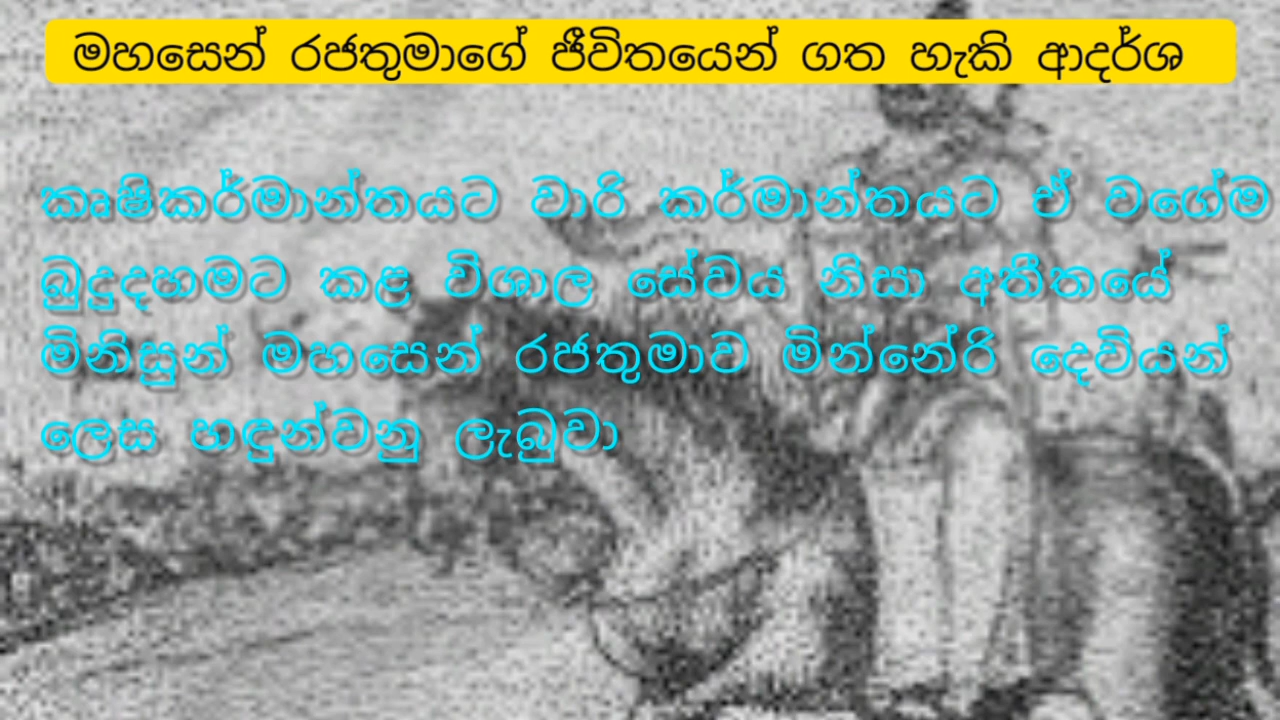 මහසෙන් රජතුමාගේ ජීවිතයෙන් ගත හැකි ආදර්ශ
කෘෂිකර්මාන්තයට වාරි කර්මාන්තයට ඒ වගේම
බුදුදහමට කළ විශාල සේවය නිසා අතීතයේ
මිනිසුන් මහසෙන් රජතුමාව මින්නේරි දෙවියන්
ලෙස හඳුන්වනු ලැබුවා